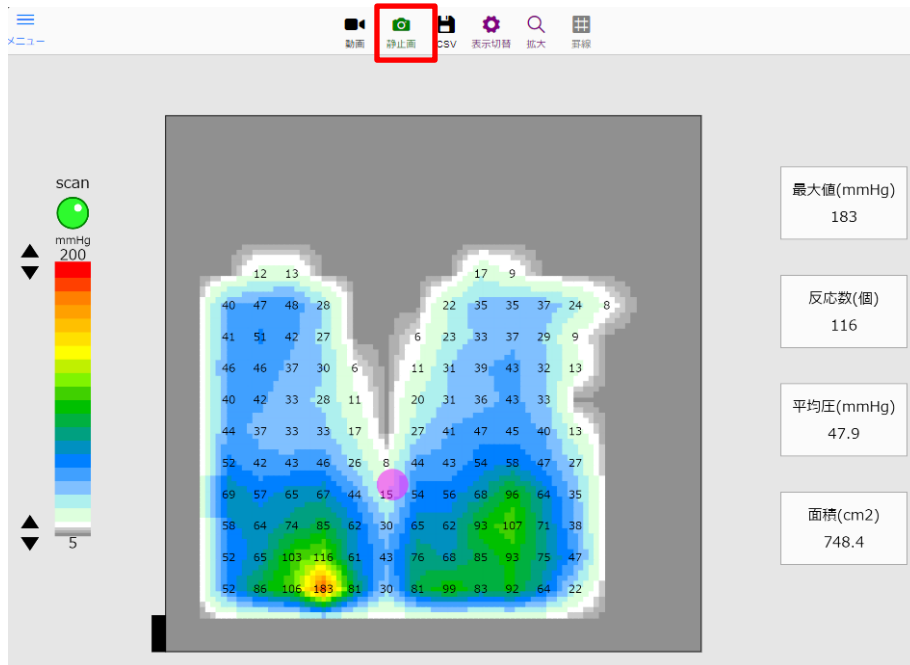 メニュー
動画 静止画 CSV 表示切替 拡大 罫線
scan
mmHg
200
5
12 13 17 9
40 47 48 28 22 35 35 37 24 8
41 51 42 27 6 23 33 37 29 9
46 46 37 30 6 11 31 39 43 32 13
40 42 33 28 11 20 31 36 43 33
44 37 33 33 17 27 41 47 45 40 13
52 42 43 46 26 8 44 43 54 58 47 27
69 57 65 67 44 15 54 56 68 96 64 35
58 64 74 85 62 30 65 62 93 107 71 38
52 65 103 116 61 43 76 68 85 93 75 47
52 86 106 183 81 30 81 99 83 92 64 22
最大値(mmHg)
183
反応数(個)
116
平均圧(mmHg)
47.9
面積(cm2)
748.4